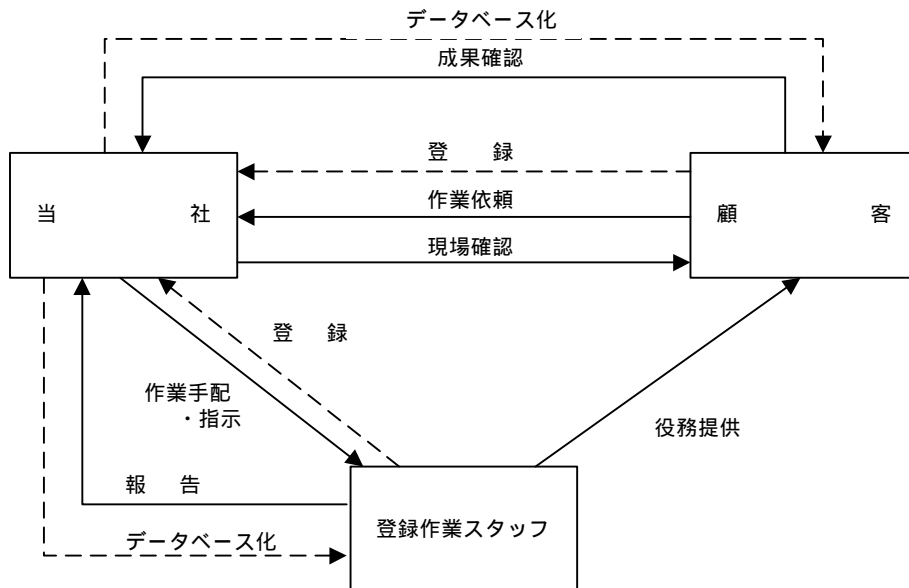 データベース化
成果確認
登　録
当　社
作業依頼
顧　客
現場確認
登　録
作業手配
・指示
役務提供
報　告
登録作業スタッフ
データベース化